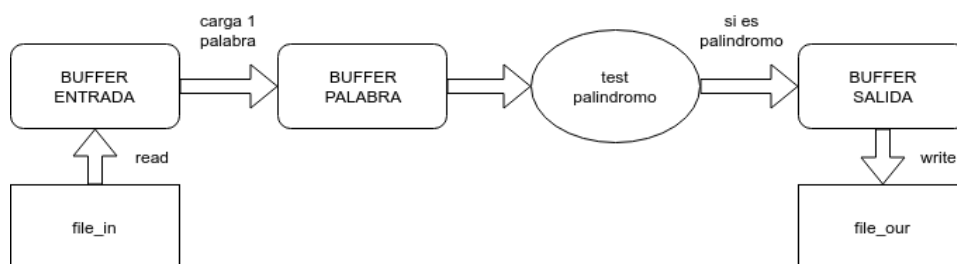 carga 1
palabra
si es
palindromo
BUFFER
ENTRADA
BUFFER
PALABRA
test
palindromo
BUFFER
SALIDA
read
write
file_in
file_our